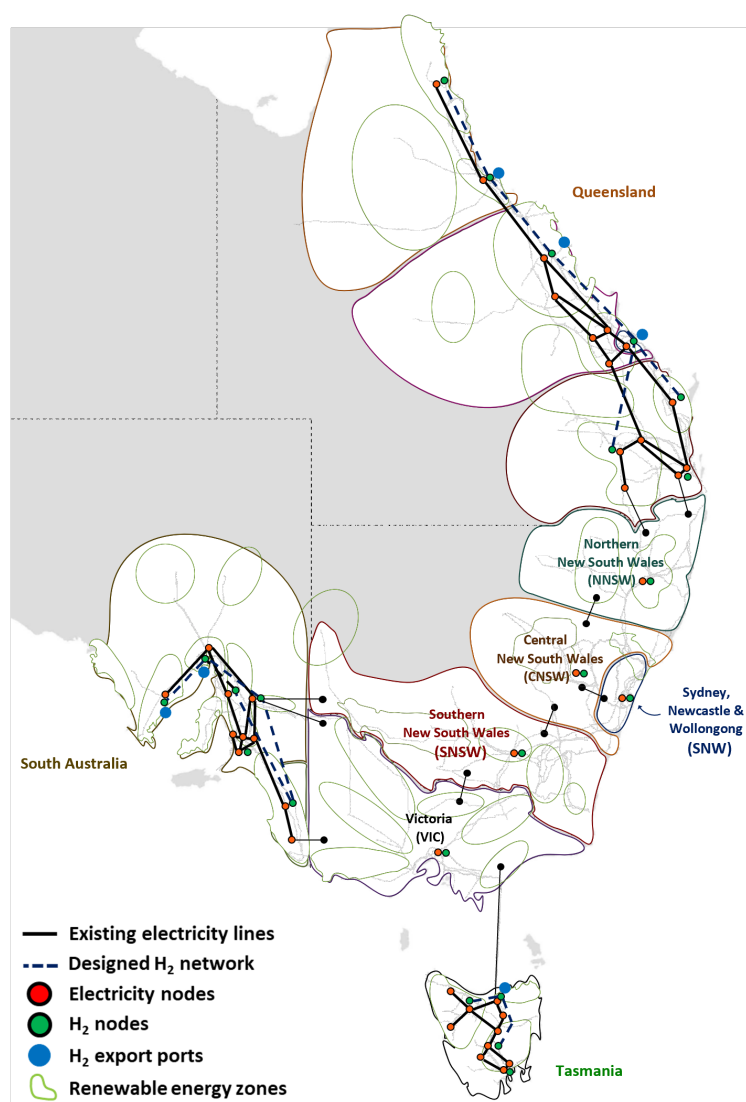 Queensland
Northern
New South Wales
(NNSW)
Central
New South Wales
(CNSW)
Sydney,
Newcastle &
Wollongong
(SNW)
Southern
New South Wales
(SNSW)
South Australia
Victoria
(VIC)
Existing electricity lines
Designed H₂ network
Electricity nodes
H₂ nodes
H₂ export ports
Renewable energy zones
Tasmania